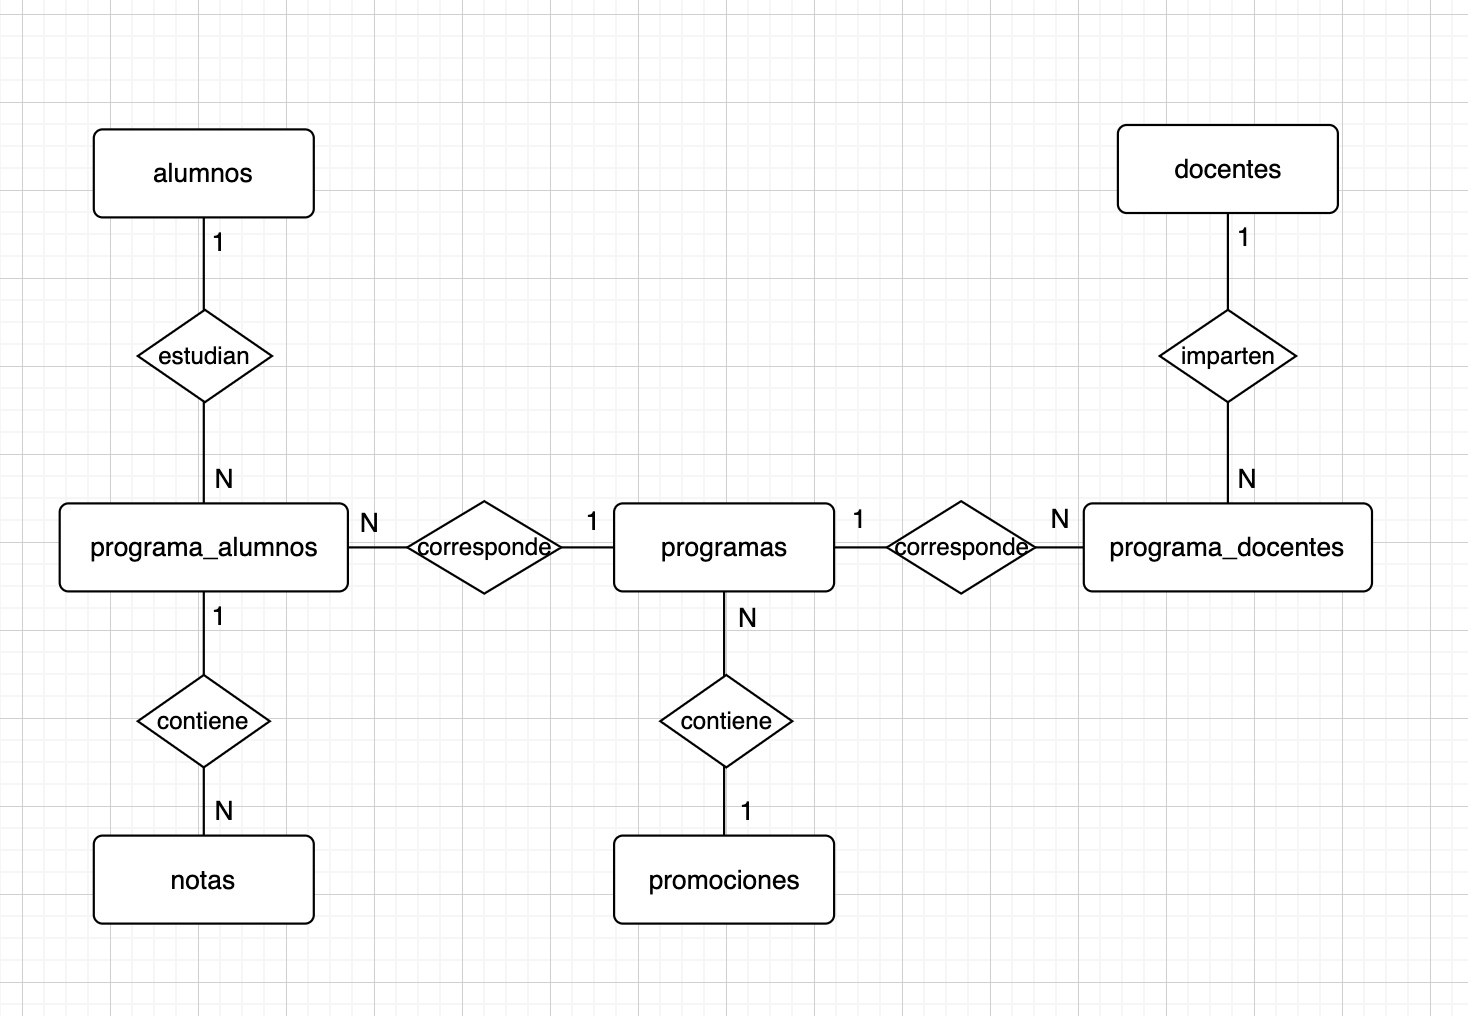 alumnos
docentes
1
1
estudian
imparten
N
N
programa_alumnos
N
corresponde
1
programas
1
corresponde
N
programa_docentes
1
N
contiene
contiene
N
1
notas
promociones